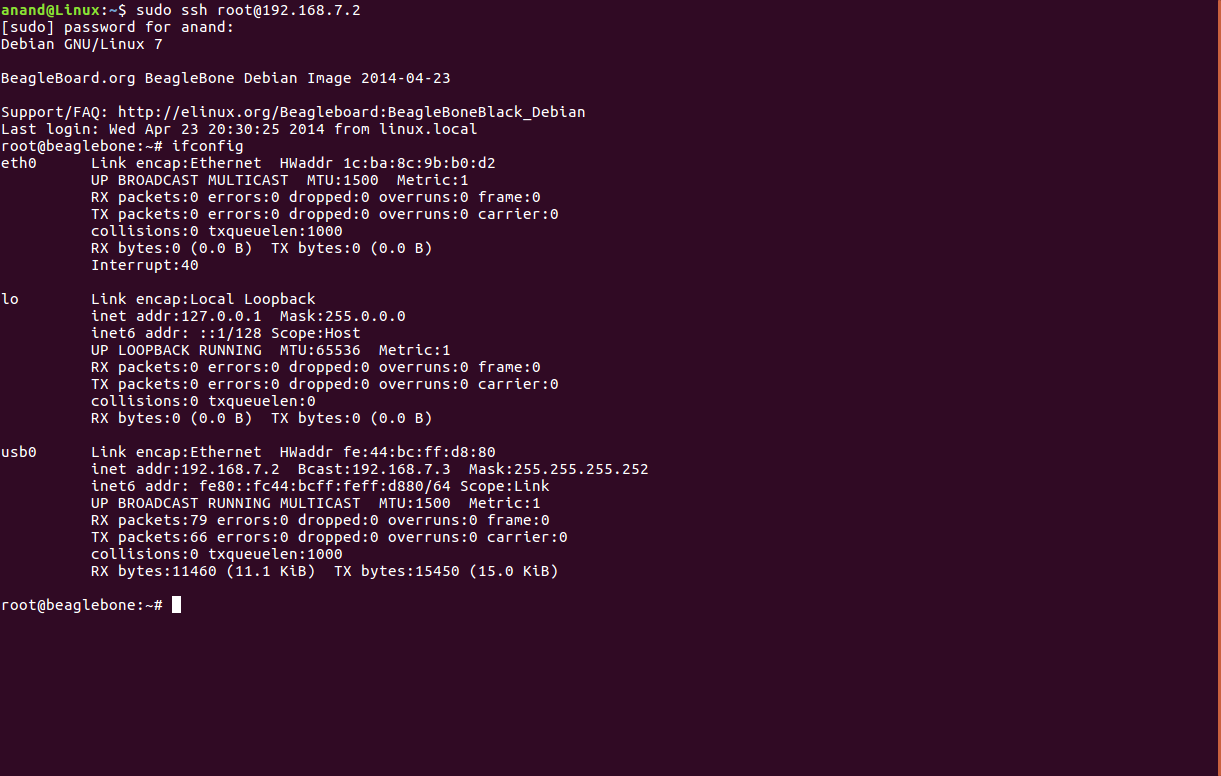 anand@Linux:~$ sudo ssh root@192.168.7.2
[sudo] password for anand:
Debian GNU/Linux 7
BeagleBoard.org BeagleBone Debian Image 2014-04-23
Support/FAQ: http://elinux.org/Beagleboard:BeagleBoneBlack_Debian
Last login: Wed Apr 23 20:30:25 2014 from linux.local
root@beaglebone:~# ifconfig
eth0      Link encap:Ethernet  HWaddr 1c:ba:8c:9b:b0:d2
          UP BROADCAST MULTICAST  MTU:1500  Metric:1
          RX packets:0 errors:0 dropped:0 overruns:0 frame:0
          TX packets:0 errors:0 dropped:0 overruns:0 carrier:0
          collisions:0 txqueuelen:1000
          RX bytes:0 (0.0 B)  TX bytes:0 (0.0 B)
          Interrupt:40
lo        Link encap:Local Loopback
          inet addr:127.0.0.1  Mask:255.0.0.0
          inet6 addr: ::1/128 Scope:Host
          UP LOOPBACK RUNNING  MTU:65536  Metric:1
          RX packets:0 errors:0 dropped:0 overruns:0 frame:0
          TX packets:0 errors:0 dropped:0 overruns:0 carrier:0
          collisions:0 txqueuelen:0
          RX bytes:0 (0.0 B)  TX bytes:0 (0.0 B)
usb0      Link encap:Ethernet  HWaddr fe:44:bc:ff:d8:80
          inet addr:192.168.7.2  Bcast:192.168.7.3  Mask:255.255.255.252
          inet6 addr: fe80::fc44:bcff:feff:d880/64 Scope:Link
          UP BROADCAST RUNNING MULTICAST  MTU:1500  Metric:1
          RX packets:79 errors:0 dropped:0 overruns:0 frame:0
          TX packets:66 errors:0 dropped:0 overruns:0 carrier:0
          collisions:0 txqueuelen:1000
          RX bytes:11460 (11.1 KiB)  TX bytes:15450 (15.0 KiB)
root@beaglebone:~#